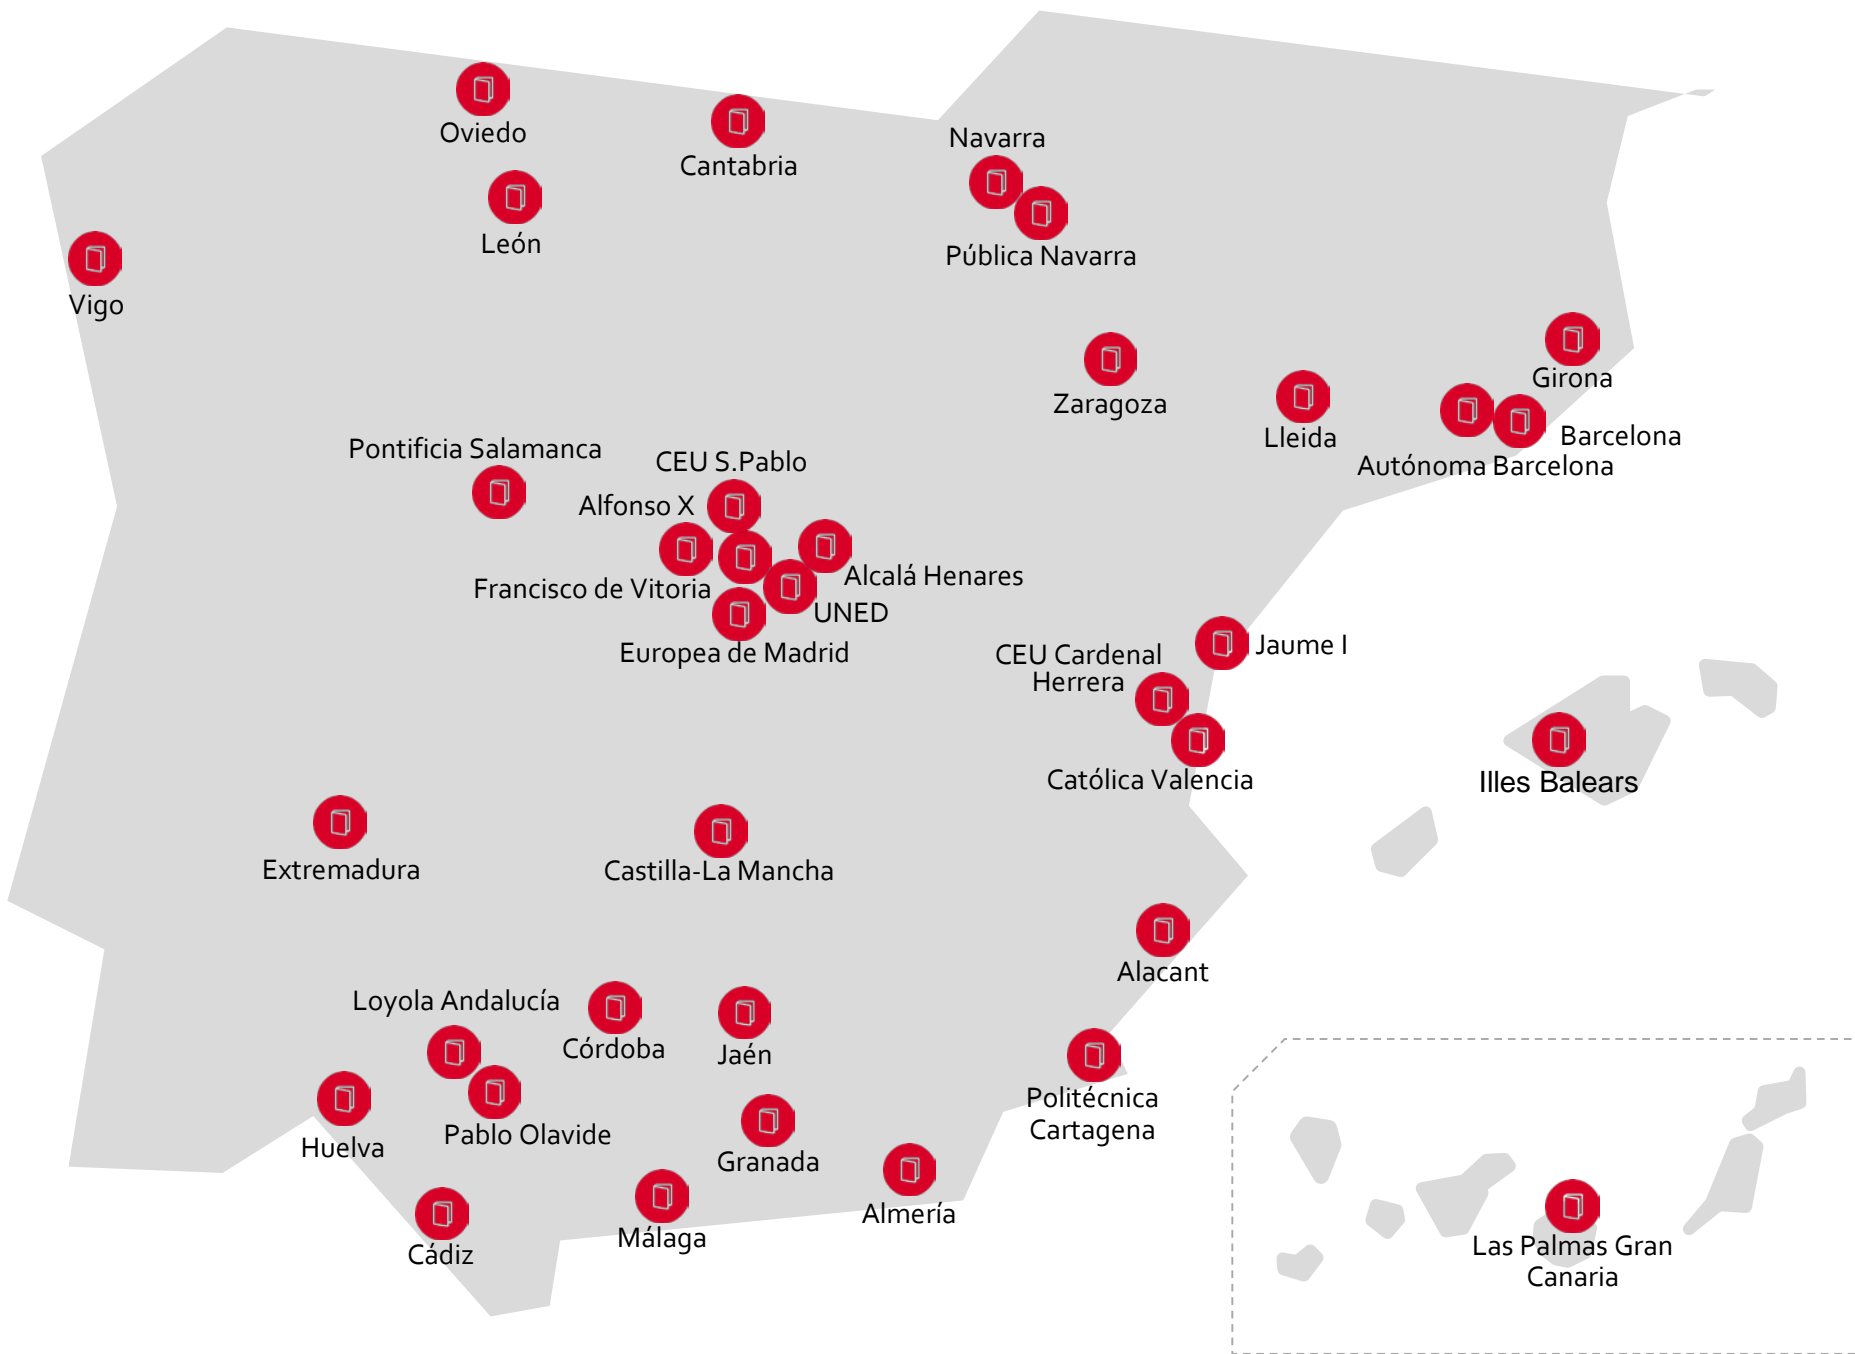 Oviedo
Cantabria
Navarra
León
Pública Navarra
Vigo
Girona
Zaragoza
Lleida
Barcelona
Autónoma Barcelona
Pontificia Salamanca
CEU S.Pablo
Alfonso X
Alcalá Henares
Francisco de Vitoria
UNED
Europea de Madrid
Jaume I
CEU Cardenal
Herrera
Católica Valencia
Illes Balears
Extremadura
Castilla-La Mancha
Alacant
Loyola Andalucía
Córdoba
Jaén
Politécnica
Cartagena
Huelva
Pablo Olavide
Granada
Almería
Málaga
Cádiz
Las Palmas Gran
Canaria